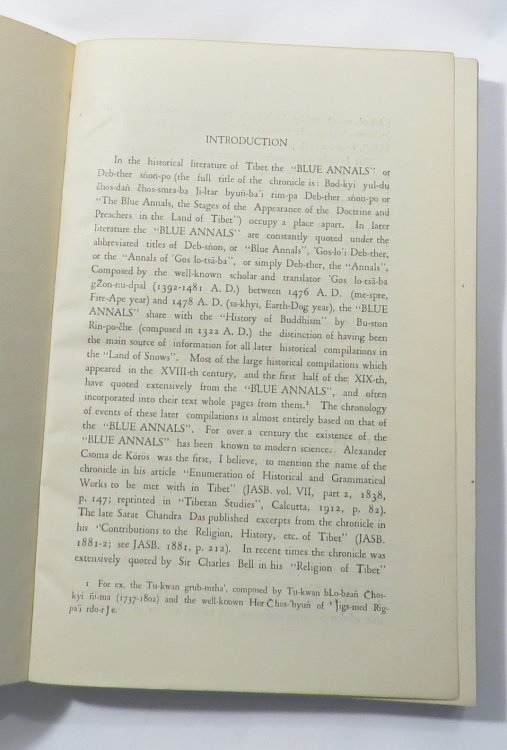 INTRODUCTION
In the historical literature of Tibet the "BLUE ANNALS" or
Deb-ther sṅon-po (the full title of the chronicle is: Bod-kyi yul-du
čhos-daṅ čhos-smra-ba Ji-ltar byuṅ-ba'i rim-pa Deb-ther sṅon-po or
"The Blue Annals, the Stages of the Appearance of the Doctrine and
Preachers in the Land of Tibet") occupy a place apart. In later
literature the "BLUE ANNALS" are constantly quoted under the
abbreviated titles of Deb-sṅon, or "Blue Annals", 'Gos-lo'i Deb-ther,
or the "Annals of 'Gos lo-tsā-ba", or simply Deb-ther, the "Annals",
Composed by the well-known scholar and translator 'Gos lo-tsā-ba
gŽon-nu-dpal (1392-1481 A. D.) between 1476 A. D. (me-spre,
Fire-Ape year) and 1478 A. D. (sa-khyi, Earth-Dog year), the "BLUE
ANNALS" share with the "History of Buddhism" by Bu-ston
Rin-po-čhe (composed in 1322 A. D.) the distinction of having been
the main source of information for all later historical compilations in
the "Land of Snows". Most of the large historical compilations which
appeared in the XVIII-th century, and the first half of the XIX-th,
have quoted extensively from the "BLUE ANNALS", and often
incorporated into their text whole pages from them.¹ The chronology
of events of these later compilations is almost entirely based on that of
the "BLUE ANNALS". For over a century the existence of the
"BLUE ANNALS" has been known to modern science. Alexander
Csoma de Körös was the first, I believe, to mention the name of the
chronicle in his article "Enumeration of Historical and Grammatical
Works to be met with in Tibet" (JASB. vol. VII, part 2, 1838,
p. 147; reprinted in "Tibetan Studies", Calcutta, 1912, p. 82).
The late Sarat Chandra Das published excerpts from the chronicle in
his "Contributions to the Religion, History, etc. of Tibet" (JASB.
1881-2; see JASB. 1881, p. 212). In recent times the chronicle was
extensively quoted by Sir Charles Bell in his "Religion of Tibet"
1 For ex. the Tu-kwan grub-mtha', composed by Tu-kwan bLo-bzaṅ Čhos-
kyi ñi-ma (1737-1802) and the well-known Hor Čhos-'byuṅ of 'Jigs-med Rig-
pa'i rdo-rJe.